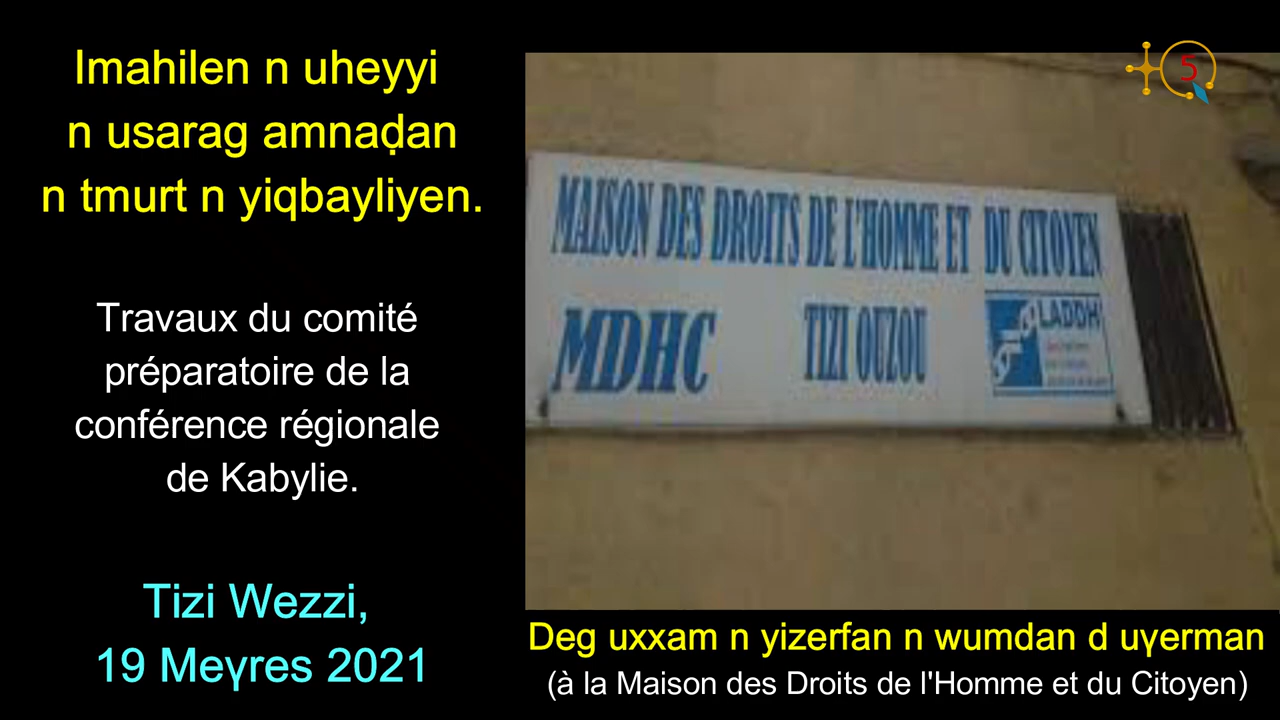 Imahilen n uheyyi
n usarag amnaḍan
n tmurt n yiqbayliyen.
Travaux du comité
préparatoire de la
conférence régionale
de Kabylie.
Tizi Wezzi,
19 Meɣres 2021
5
MAISON DES DROITS DE L'HOMME ET DU CITOYEN
MDHC
TIZI OUZOU
LADDH
Deg uxxam n yizerfan n wumdan d uɣerman
(à la Maison des Droits de l'Homme et du Citoyen)